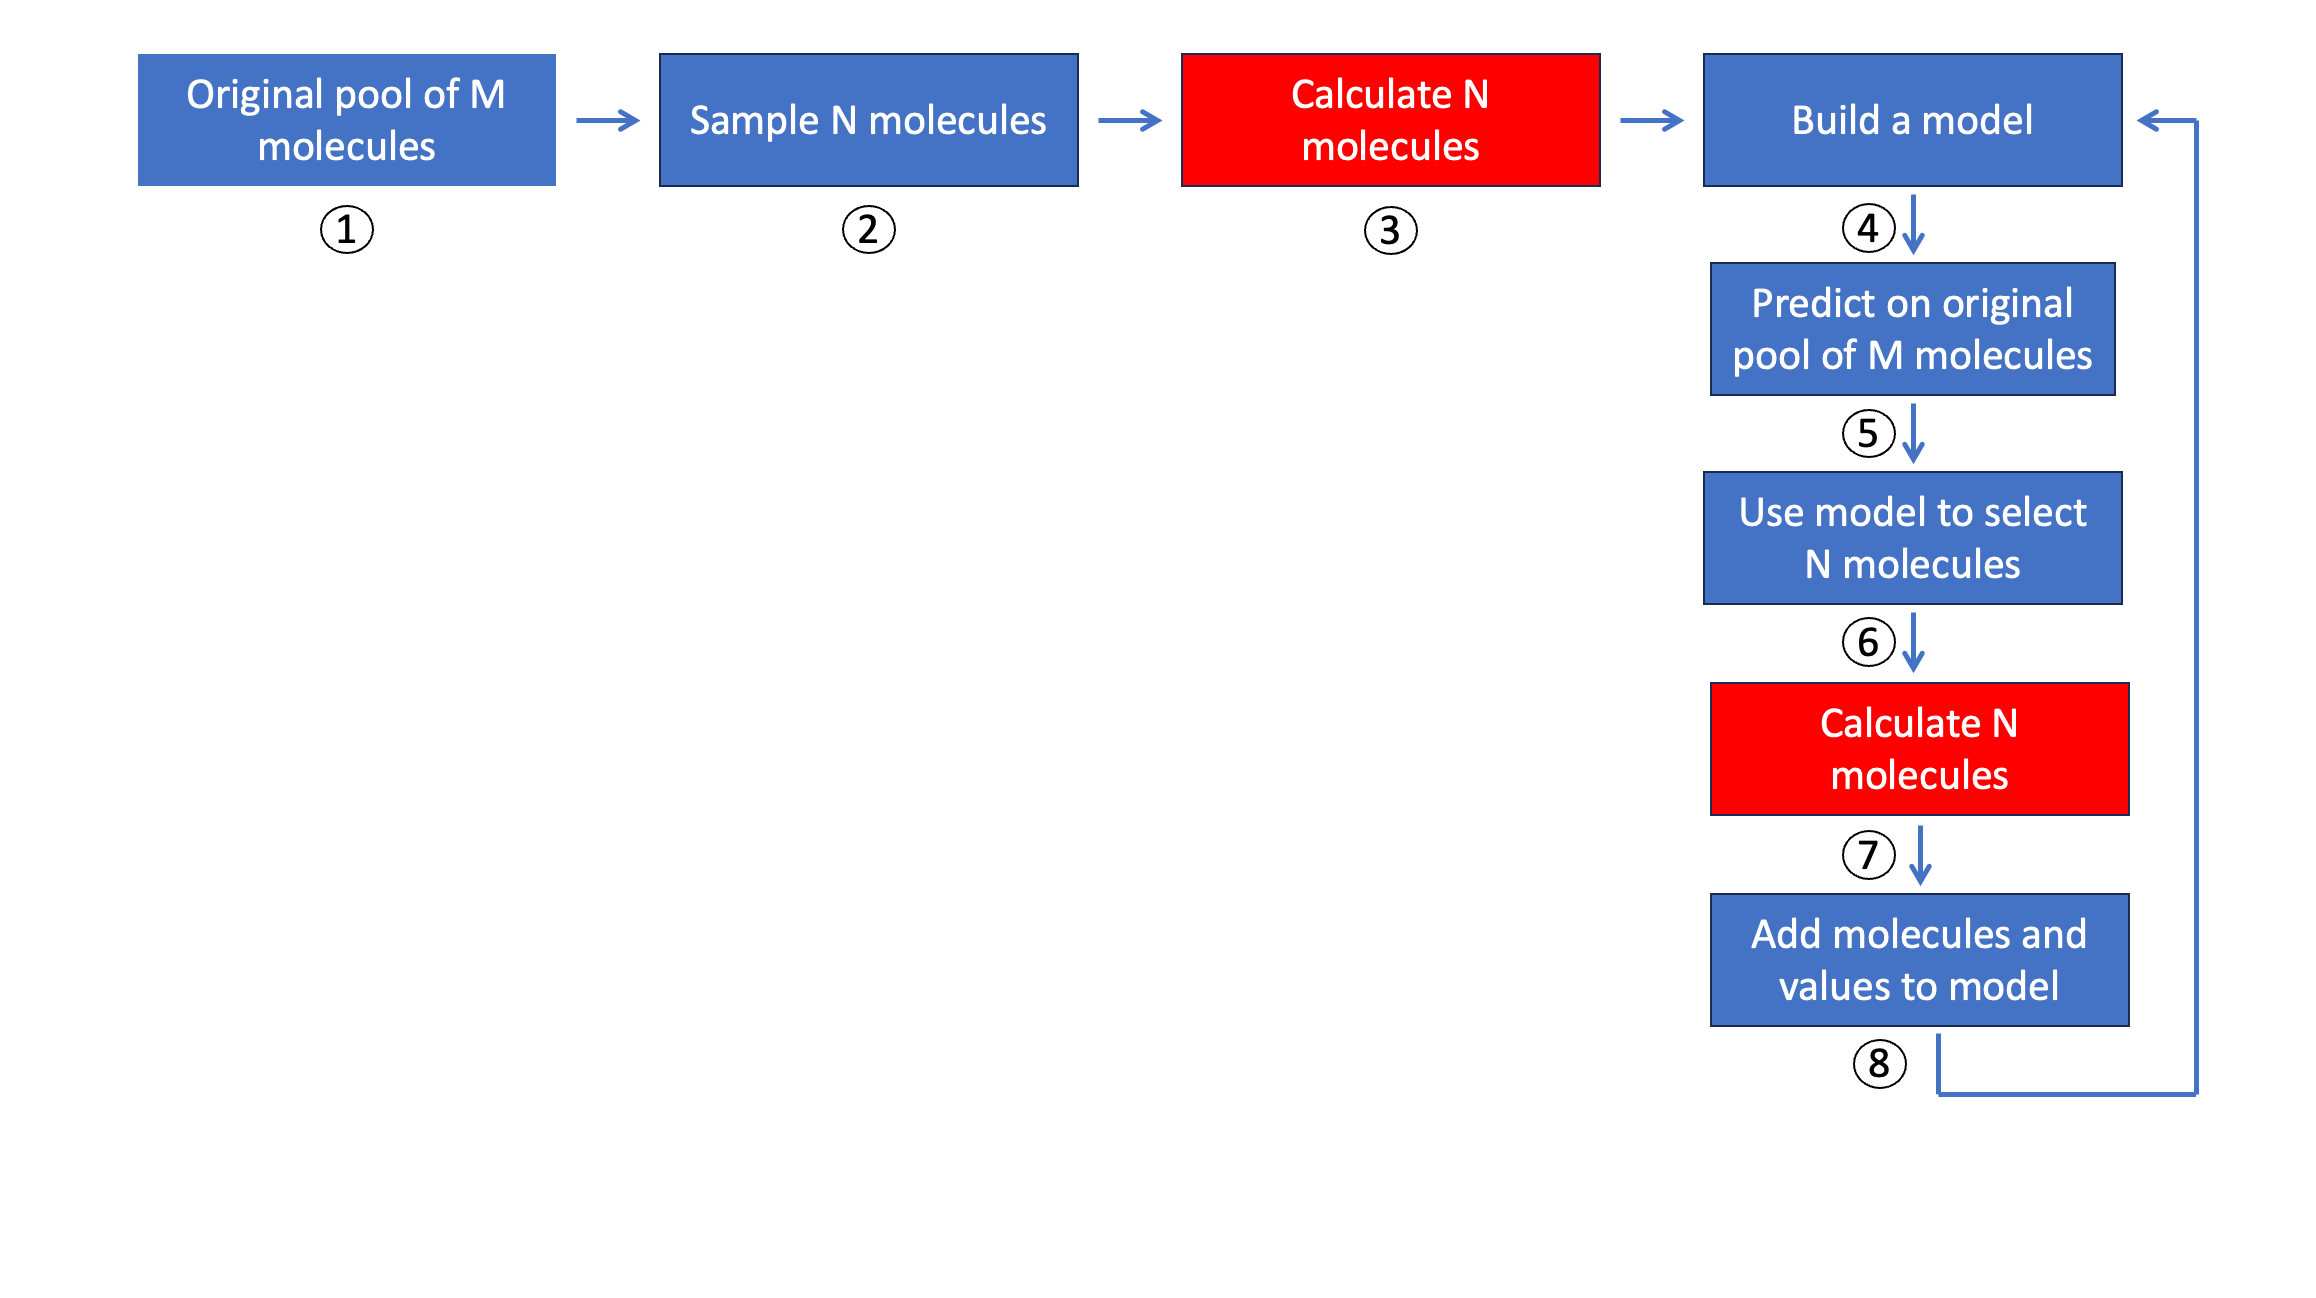 Original pool of M
molecules
①
Sample N molecules
②
Calculate N
molecules
③
Build a model
④
Predict on original
pool of M molecules
⑤
Use model to select
N molecules
⑥
Calculate N
molecules
⑦
Add molecules and
values to model
⑧